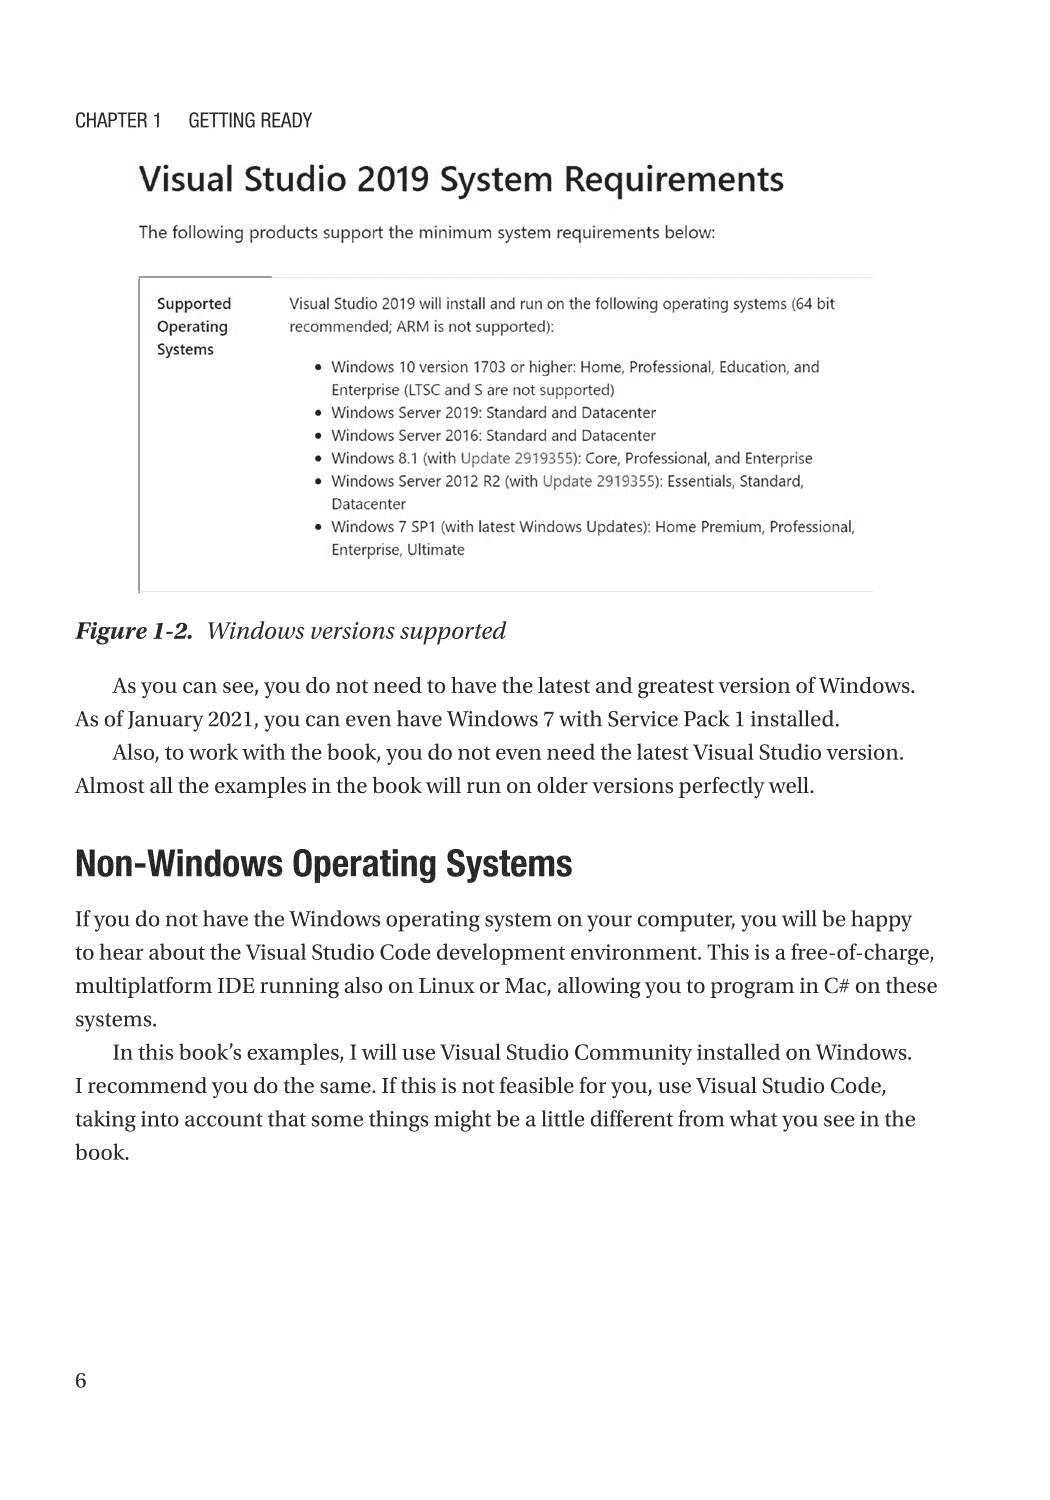 CHAPTER 1 GETTING READY
Visual Studio 2019 System Requirements
The following products support the minimum system requirements below:
Supported
Operating
Systems
Visual Studio 2019 will install and run on the following operating systems (64 bit
recommended; ARM is not supported):
• Windows 10 version 1703 or higher: Home, Professional, Education, and
Enterprise (LTSC and S are not supported)
• Windows Server 2019: Standard and Datacenter
• Windows Server 2016: Standard and Datacenter
• Windows 8.1 (with Update 2919355): Core, Professional, and Enterprise
• Windows Server 2012 R2 (with Update 2919355): Essentials, Standard,
Datacenter
• Windows 7 SP1 (with latest Windows Updates): Home Premium, Professional,
Enterprise, Ultimate
Figure 1-2. Windows versions supported
As you can see, you do not need to have the latest and greatest version of Windows.
As of January 2021, you can even have Windows 7 with Service Pack 1 installed.
Also, to work with the book, you do not even need the latest Visual Studio version.
Almost all the examples in the book will run on older versions perfectly well.
Non-Windows Operating Systems
If you do not have the Windows operating system on your computer, you will be happy
to hear about the Visual Studio Code development environment. This is a free-of-charge,
multiplatform IDE running also on Linux or Mac, allowing you to program in C# on these
systems.
In this book’s examples, I will use Visual Studio Community installed on Windows.
I recommend you do the same. If this is not feasible for you, use Visual Studio Code,
taking into account that some things might be a little different from what you see in the
book.
6